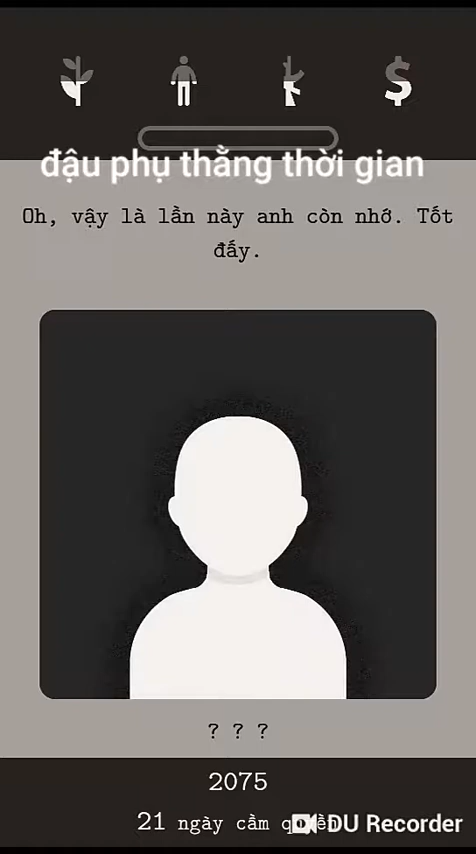 đậu phụ thằng thời gian
Oh, vậy là lần này anh còn nhớ. Tốt
đấy.
? ? ?
2075
21 ngày cầm quyền
DU Recorder